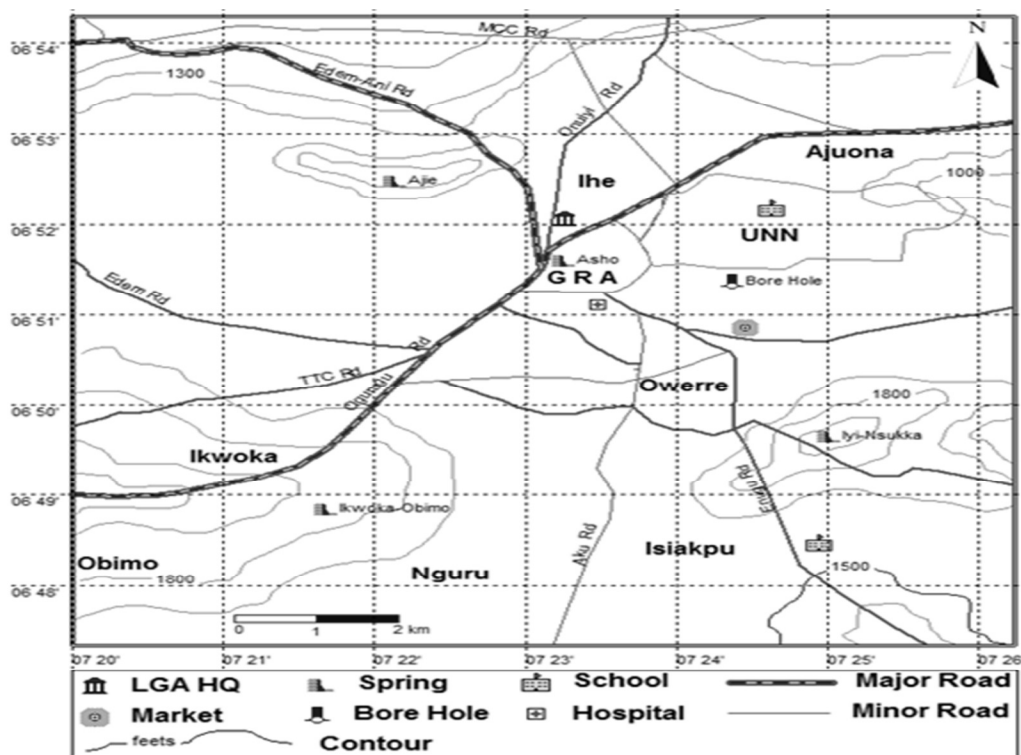 MCC Rd
N
06 54'
1300
Edem-Ani Rd
Onuiyi Rd
06 53'
Ajuona
Ajie
Ihe
1000
06 52'
UNN
Asho
G R A
Bore Hole
Edem Rd
06 51'
TTC Rd
Rd
Owerre
1800
06 50'
Iyi-Nsukka
Ikwoka
06 49'
Ikwoka-Obimo
Enugu Rd
Aku Rd
Isiakpu
Obimo
Nguru
1800
1500
06 48'
0 1 2 km
07 20' 07 21' 07 22' 07 23' 07 24' 07 25' 07 26
LGA HQ Spring School Major Road
Market Bore Hole Hospital Minor Road
feets Contour